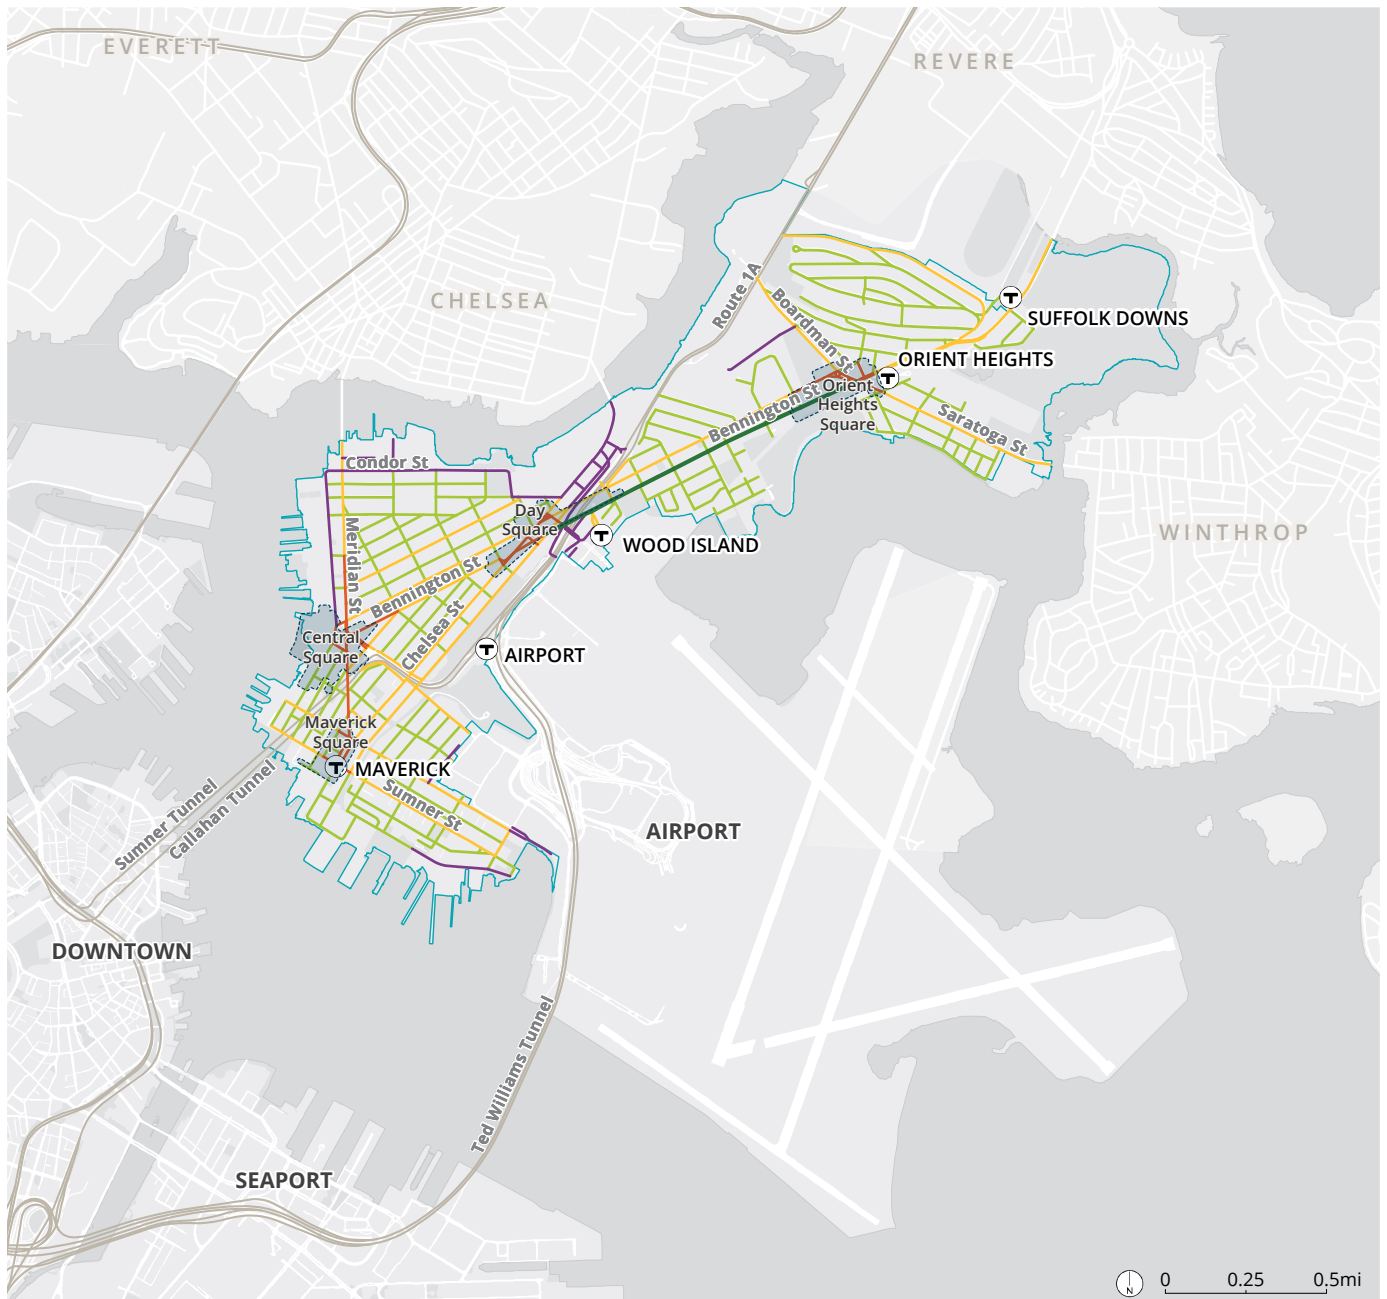 EVERETT
REVERE
CHELSEA
Route 1A
Boardman St
SUFFOLK DOWNS
ORIENT HEIGHTS
Orient
Heights
Square
Bennington St
Saratoga St
Condor St
Day
Square
WOOD ISLAND
WINTHROP
Meridian St
Bennington St
Chelsea St
Central
Square
AIRPORT
Maverick
Square
MAVERICK
Sumner St
Sumner Tunnel
Callahan Tunnel
AIRPORT
DOWNTOWN
Ted Williams Tunnel
SEAPORT
N
0 0.25 0.5mi